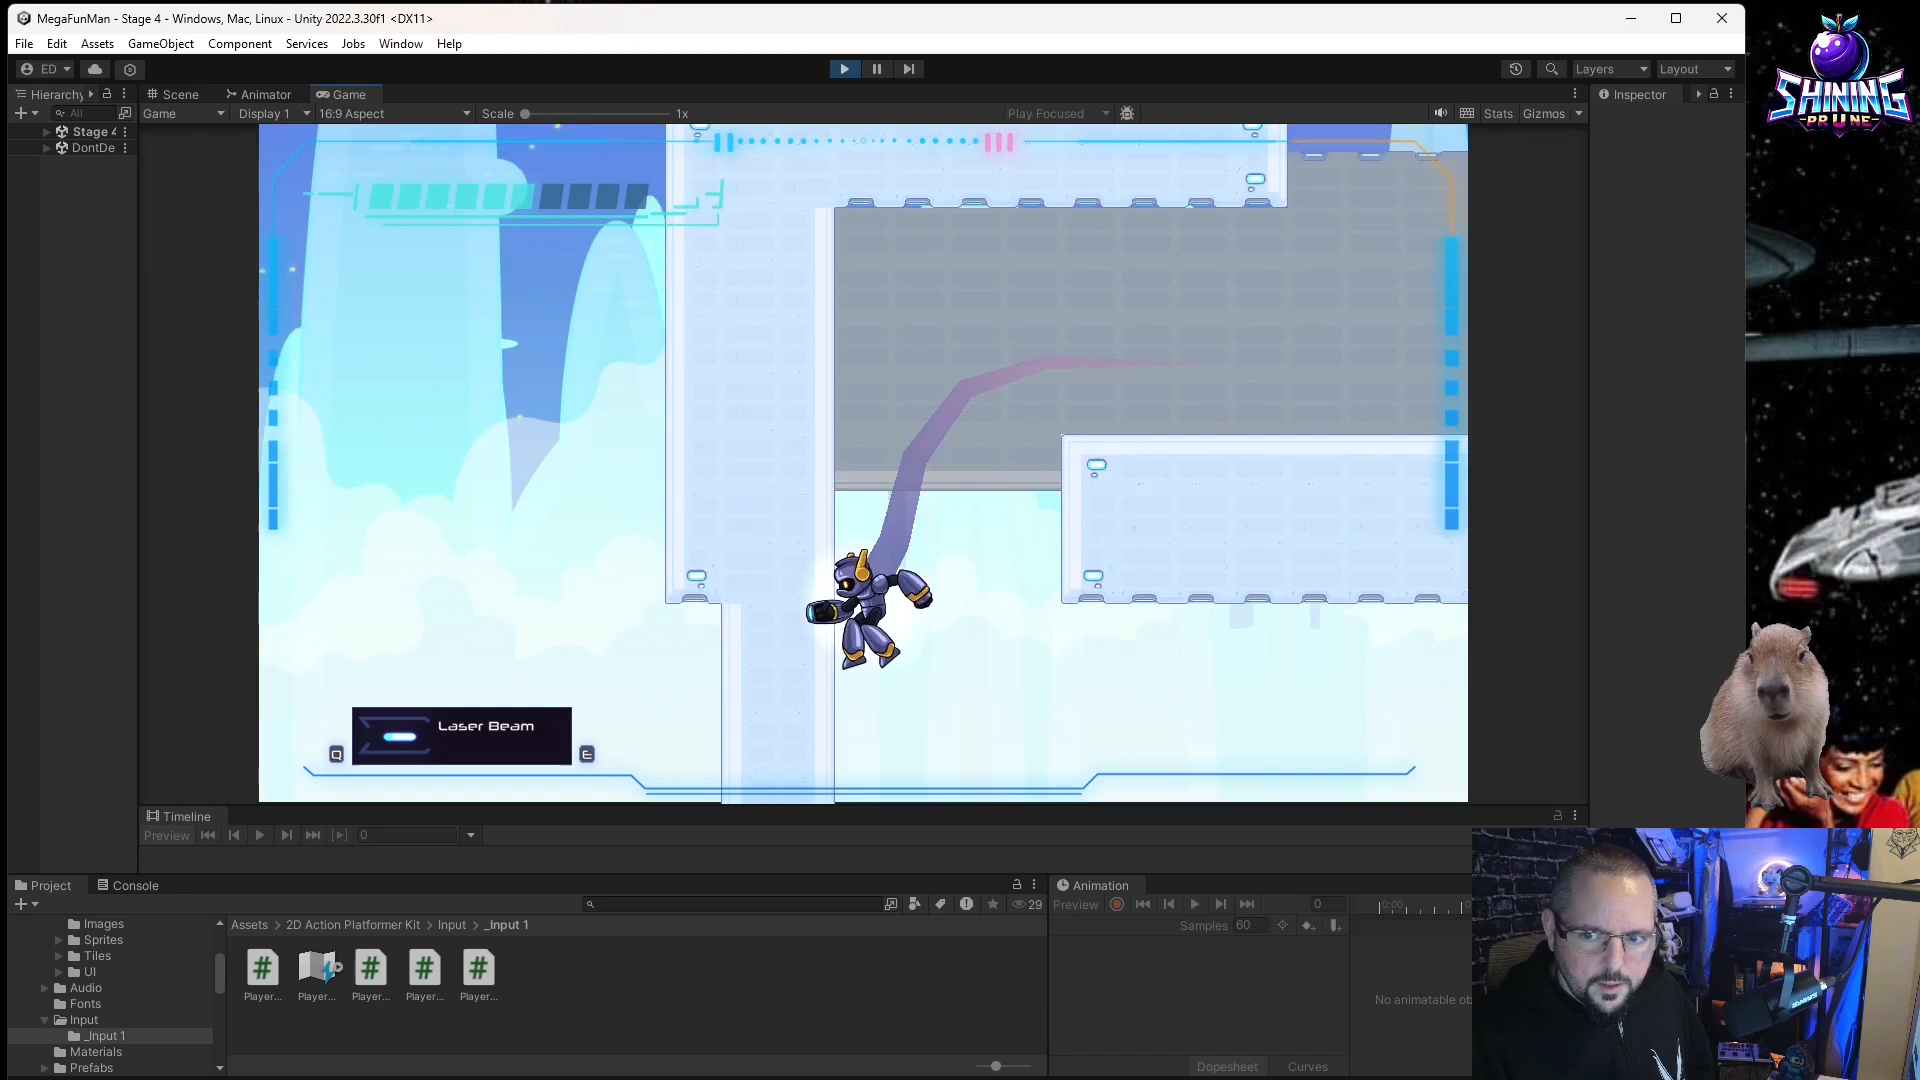 MegaFunMan - Stage 4 - Windows, Mac, Linux - Unity 2022.3.30f1 <DX11>
File Edit Assets GameObject Component Services Jobs Window Help
ED Layers Layout
Hierarchy Scene Animator Game Inspector
All Game Display 1 16:9 Aspect Scale 1x Play Focused Stats Gizmos
Stage 4
DontDe
SHINING
PRUNE
Laser Beam
Q E
Timeline
Preview 0
Project Console Animation
29 Preview 0 0:00
Images Assets > 2D Action Platformer Kit > Input > _Input 1 Samples 60
Sprites
Tiles
UI
Audio
Player... Player... Player... Player... Player...
Fonts
No animatable ob
Input
_Input 1
Materials
Prefabs
Dopesheet Curves